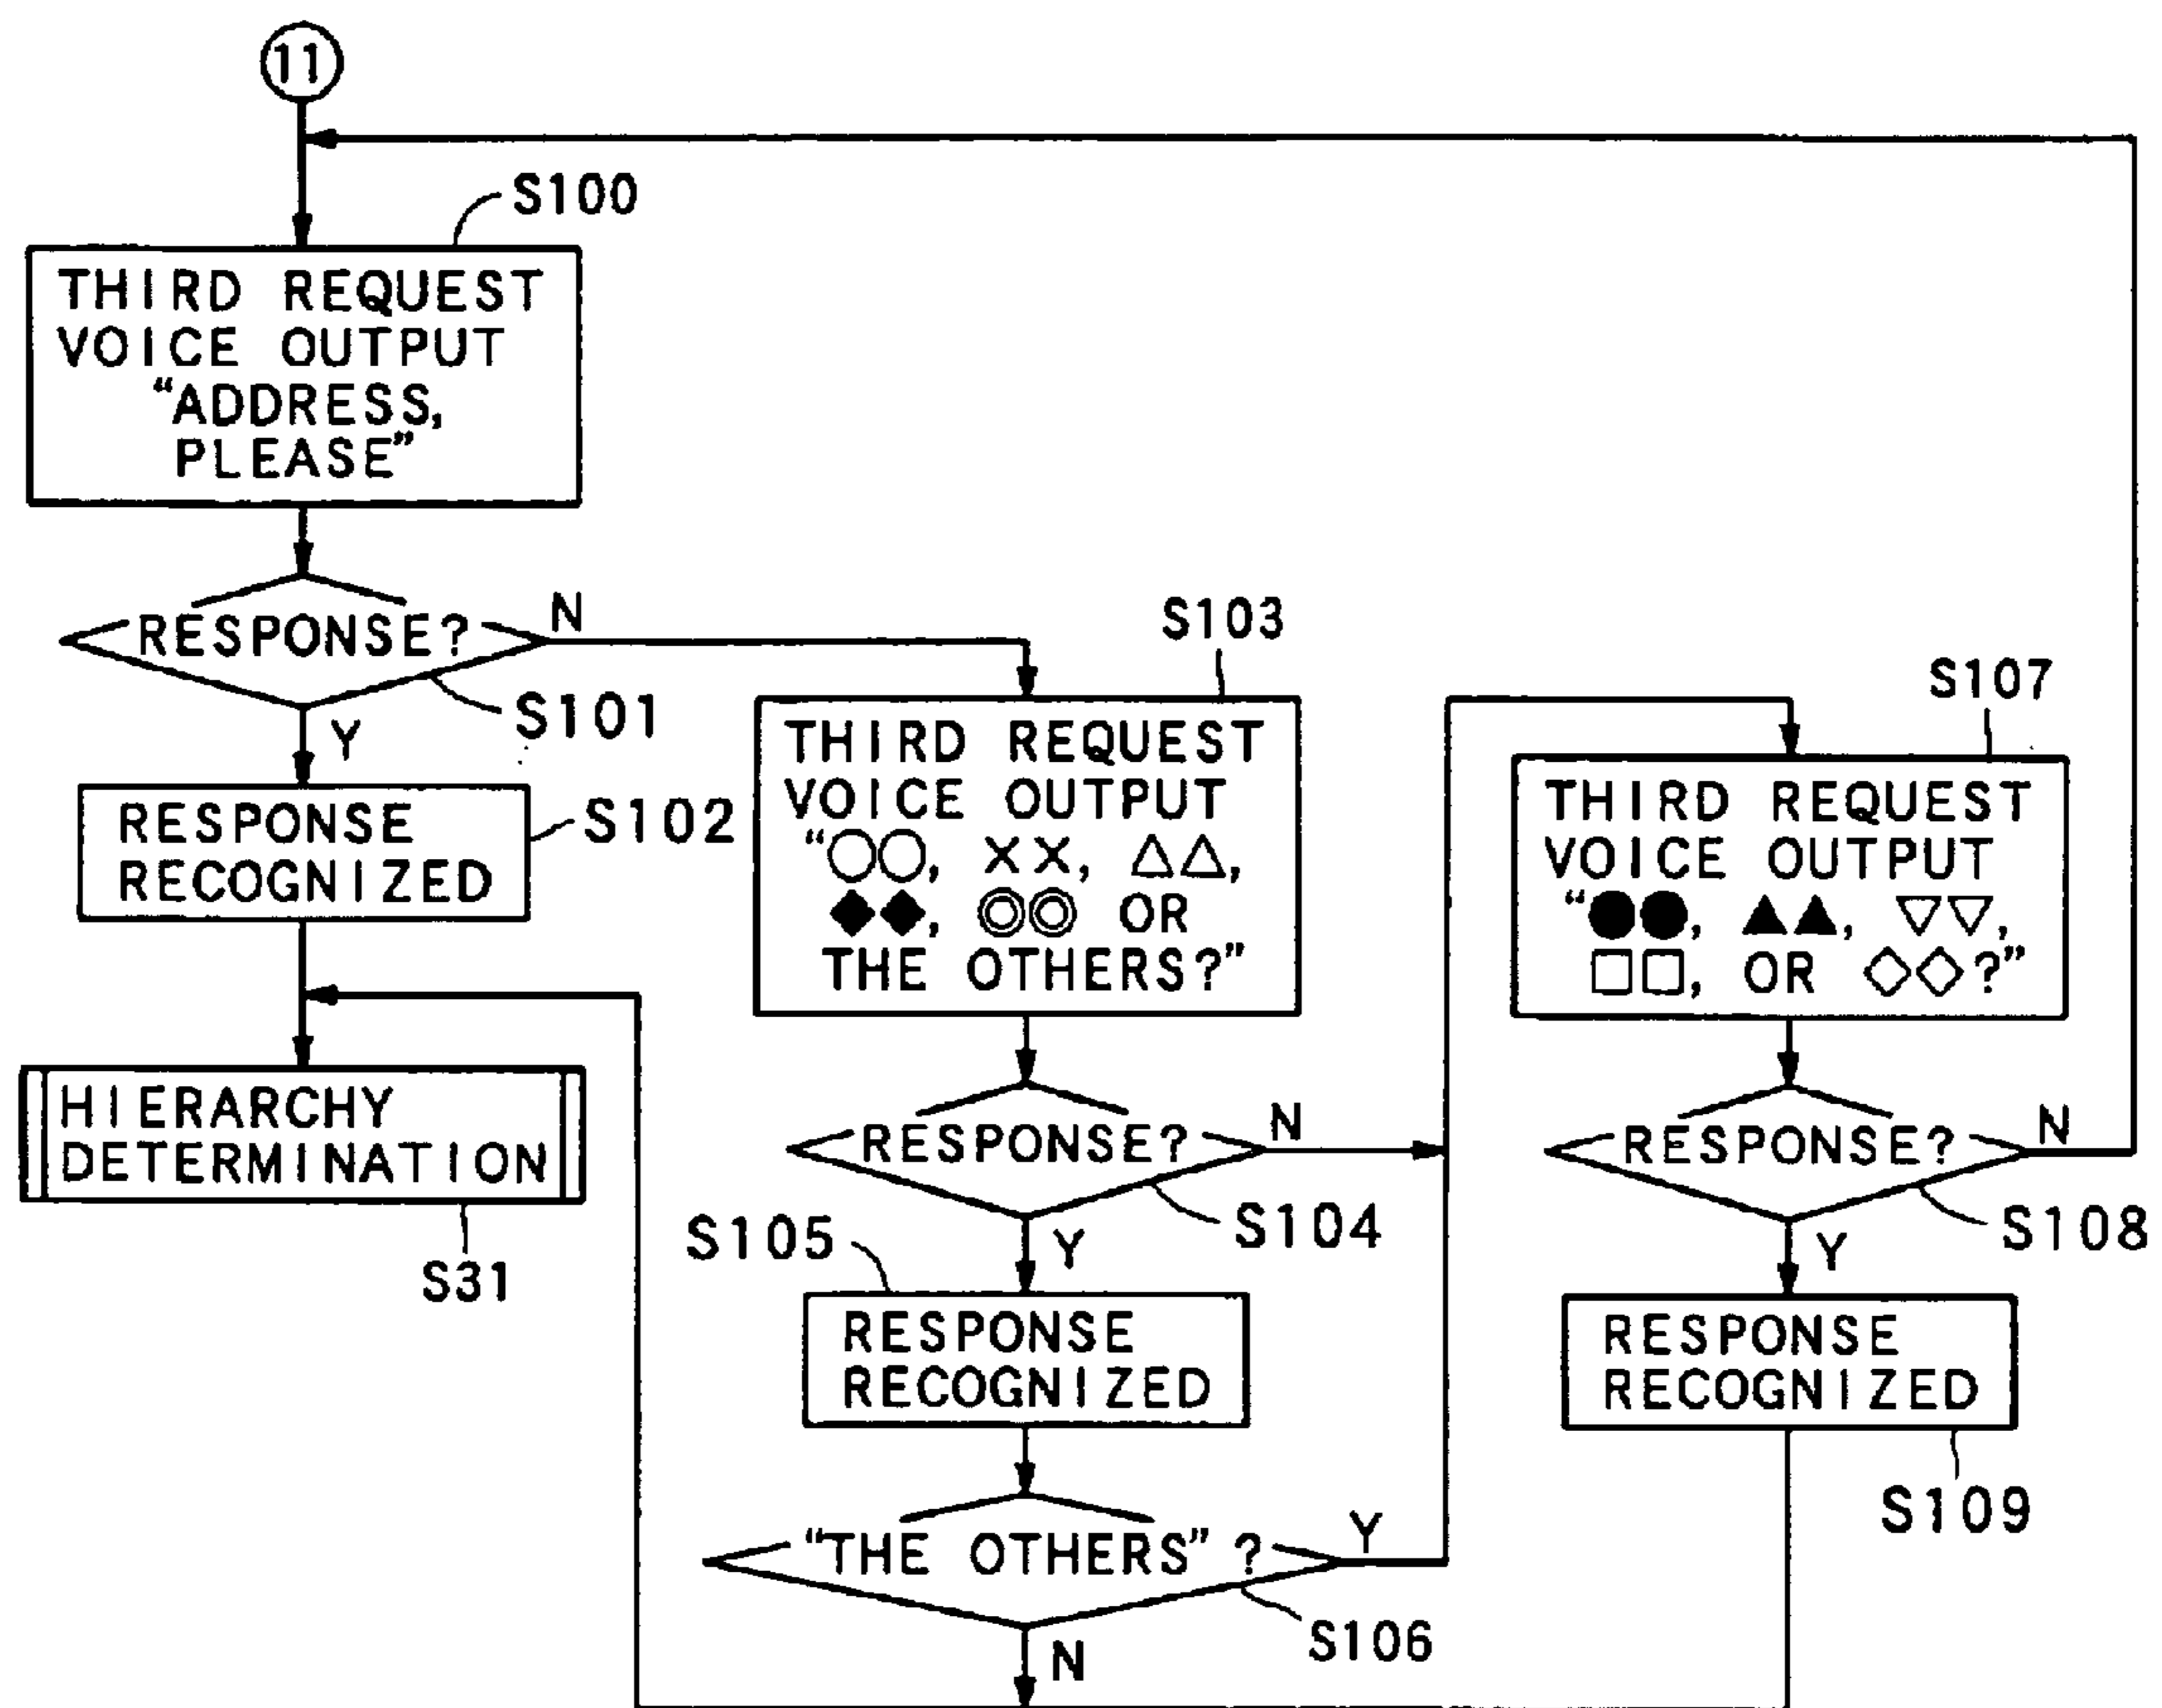 11
S100
THIRD REQUEST
VOICE OUTPUT
“ADDRESS,
PLEASE”
RESPONSE?
N
S101
Y
RESPONSE
RECOGNIZED
S102
HIERARCHY
DETERMINATION
S31
S103
THIRD REQUEST
VOICE OUTPUT
“○○, ××, △△,
◆◆, ◎◎ OR
THE OTHERS?”
RESPONSE?
N
S104
Y
S105
RESPONSE
RECOGNIZED
“THE OTHERS” ?
Y
S106
N
S107
THIRD REQUEST
VOICE OUTPUT
“●●, ▲▲, ▽▽,
□□, OR ◇◇?”
RESPONSE?
N
S108
Y
RESPONSE
RECOGNIZED
S109